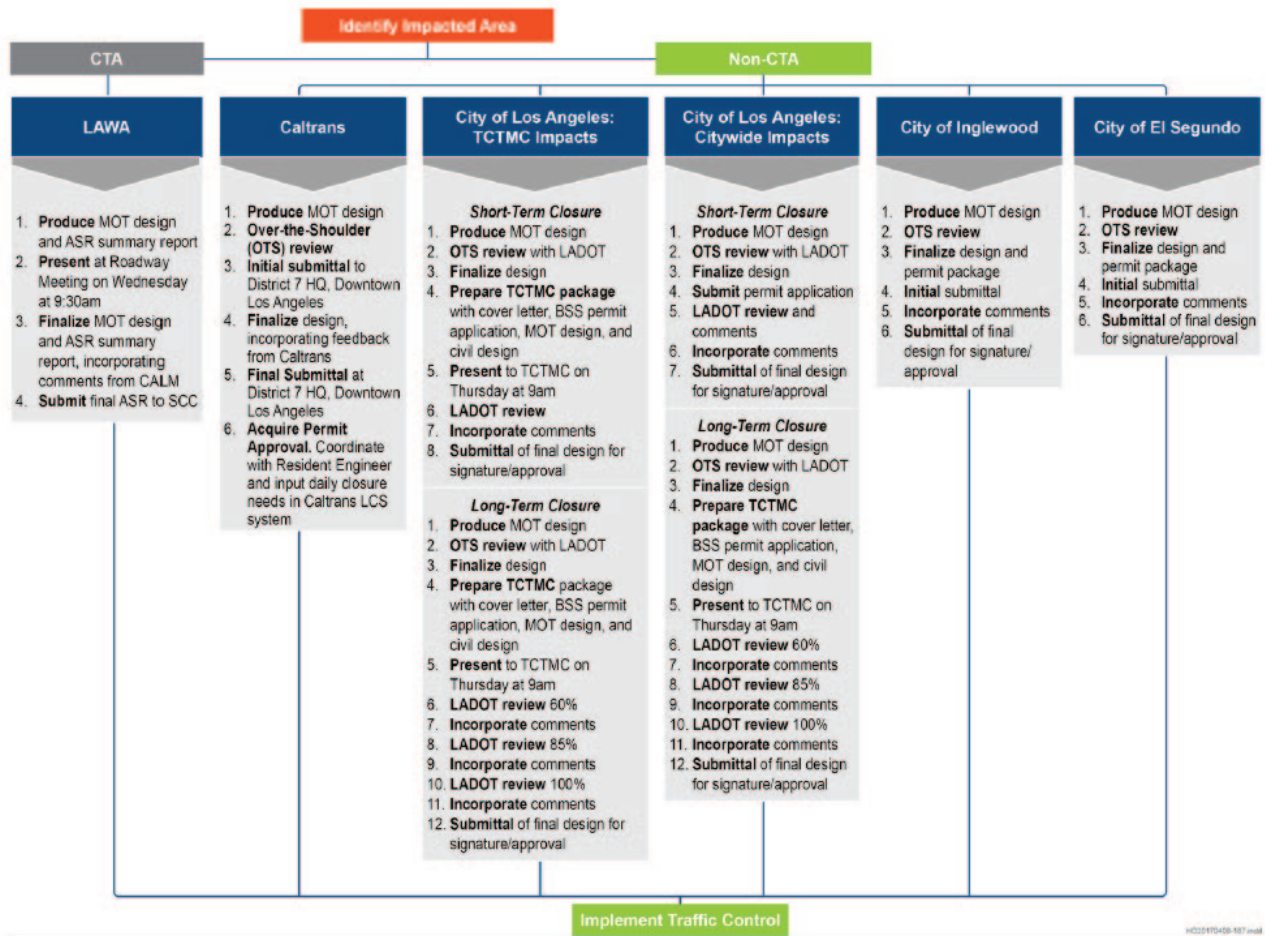 Identify Impacted Area
CTA
Non-CTA
LAWA
1. Produce MOT design
and ASR summary report
2. Present at Roadway
Meeting on Wednesday
at 9:30am
3. Finalize MOT design
and ASR summary
report, incorporating
comments from CALM
4. Submit final ASR to SCC
Caltrans
1. Produce MOT design
2. Over-the-Shoulder
(OTS) review
3. Initial submittal to
District 7 HQ, Downtown
Los Angeles
4. Finalize design,
incorporating feedback
from Caltrans
5. Final Submittal at
District 7 HQ, Downtown
Los Angeles
6. Acquire Permit
Approval. Coordinate
with Resident Engineer
and input daily closure
needs in Caltrans LCS
system
City of Los Angeles:
TCTMC Impacts
Short-Term Closure
1. Produce MOT design
2. OTS review with LADOT
3. Finalize design
4. Prepare TCTMC package
with cover letter, BSS permit
application, MOT design, and
civil design
5. Present to TCTMC on
Thursday at 9am
6. LADOT review
7. Incorporate comments
8. Submittal of final design for
signature/approval
Long-Term Closure
1. Produce MOT design
2. OTS review with LADOT
3. Finalize design
4. Prepare TCTMC package
with cover letter, BSS permit
application, MOT design, and
civil design
5. Present to TCTMC on
Thursday at 9am
6. LADOT review 60%
7. Incorporate comments
8. LADOT review 85%
9. Incorporate comments
10. LADOT review 100%
11. Incorporate comments
12. Submittal of final design for
signature/approval
City of Los Angeles:
Citywide Impacts
Short-Term Closure
1. Produce MOT design
2. OTS review with LADOT
3. Finalize design
4. Submit permit application
5. LADOT review and
comments
6. Incorporate comments
7. Submittal of final design
for signature/approval
Long-Term Closure
1. Produce MOT design
2. OTS review with LADOT
3. Finalize design
4. Prepare TCTMC
package with cover letter,
BSS permit application,
MOT design, and civil
design
5. Present to TCTMC on
Thursday at 9am
6. LADOT review 60%
7. Incorporate comments
8. LADOT review 85%
9. Incorporate comments
10. LADOT review 100%
11. Incorporate comments
12. Submittal of final design
for signature/approval
City of Inglewood
1. Produce MOT design
2. OTS review
3. Finalize design and
permit package
4. Initial submittal
5. Incorporate comments
6. Submittal of final
design for signature/
approval
City of El Segundo
1. Produce MOT design
2. OTS review
3. Finalize design and
permit package
4. Initial submittal
5. Incorporate comments
6. Submittal of final design
for signature/approval
Implement Traffic Control